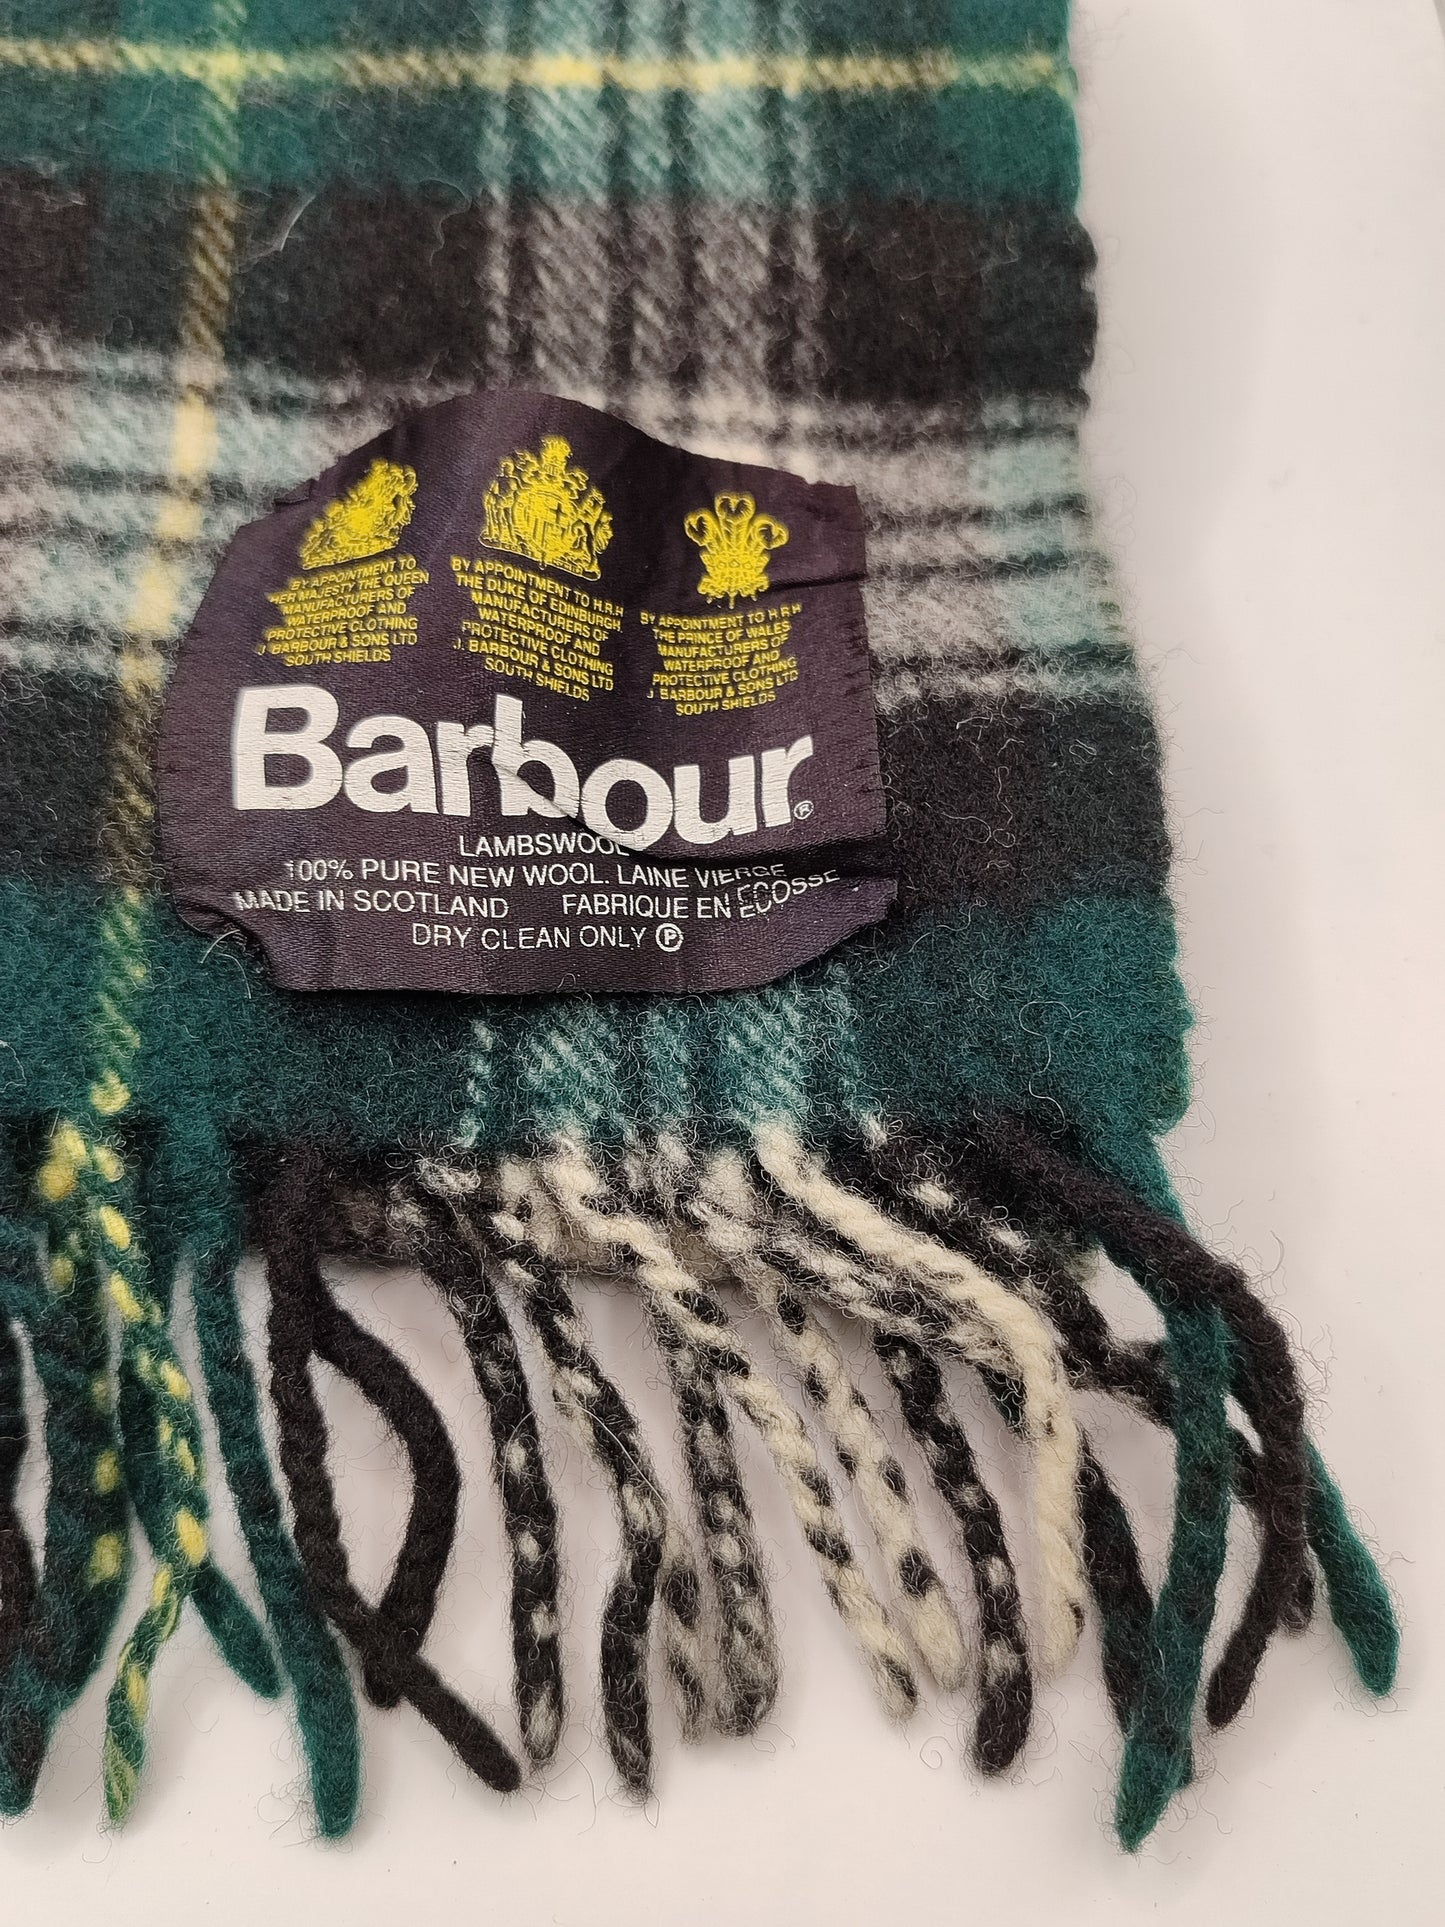 BY APPOINTMENT TO
HER MAJESTY THE QUEEN
MANUFACTURERS OF
WATERPROOF AND
PROTECTIVE CLOTHING
J. BARBOUR & SONS LTD
SOUTH SHIELDS
BY APPOINTMENT TO H.R.H
THE DUKE OF EDINBURGH
MANUFACTURERS OF
WATERPROOF AND
PROTECTIVE CLOTHING
J. BARBOUR & SONS LTD
SOUTH SHIELDS
BY APPOINTMENT TO H.R.H
THE PRINCE OF WALES
MANUFACTURERS OF
WATERPROOF AND
PROTECTIVE CLOTHING
J BARBOUR & SONS LTD
SOUTH SHIELDS
Barbour®
LAMBSWOOL
100% PURE NEW WOOL. LAINE VIERGE
MADE IN SCOTLAND FABRIQUE EN ECOSSE
DRY CLEAN ONLY Ⓟ